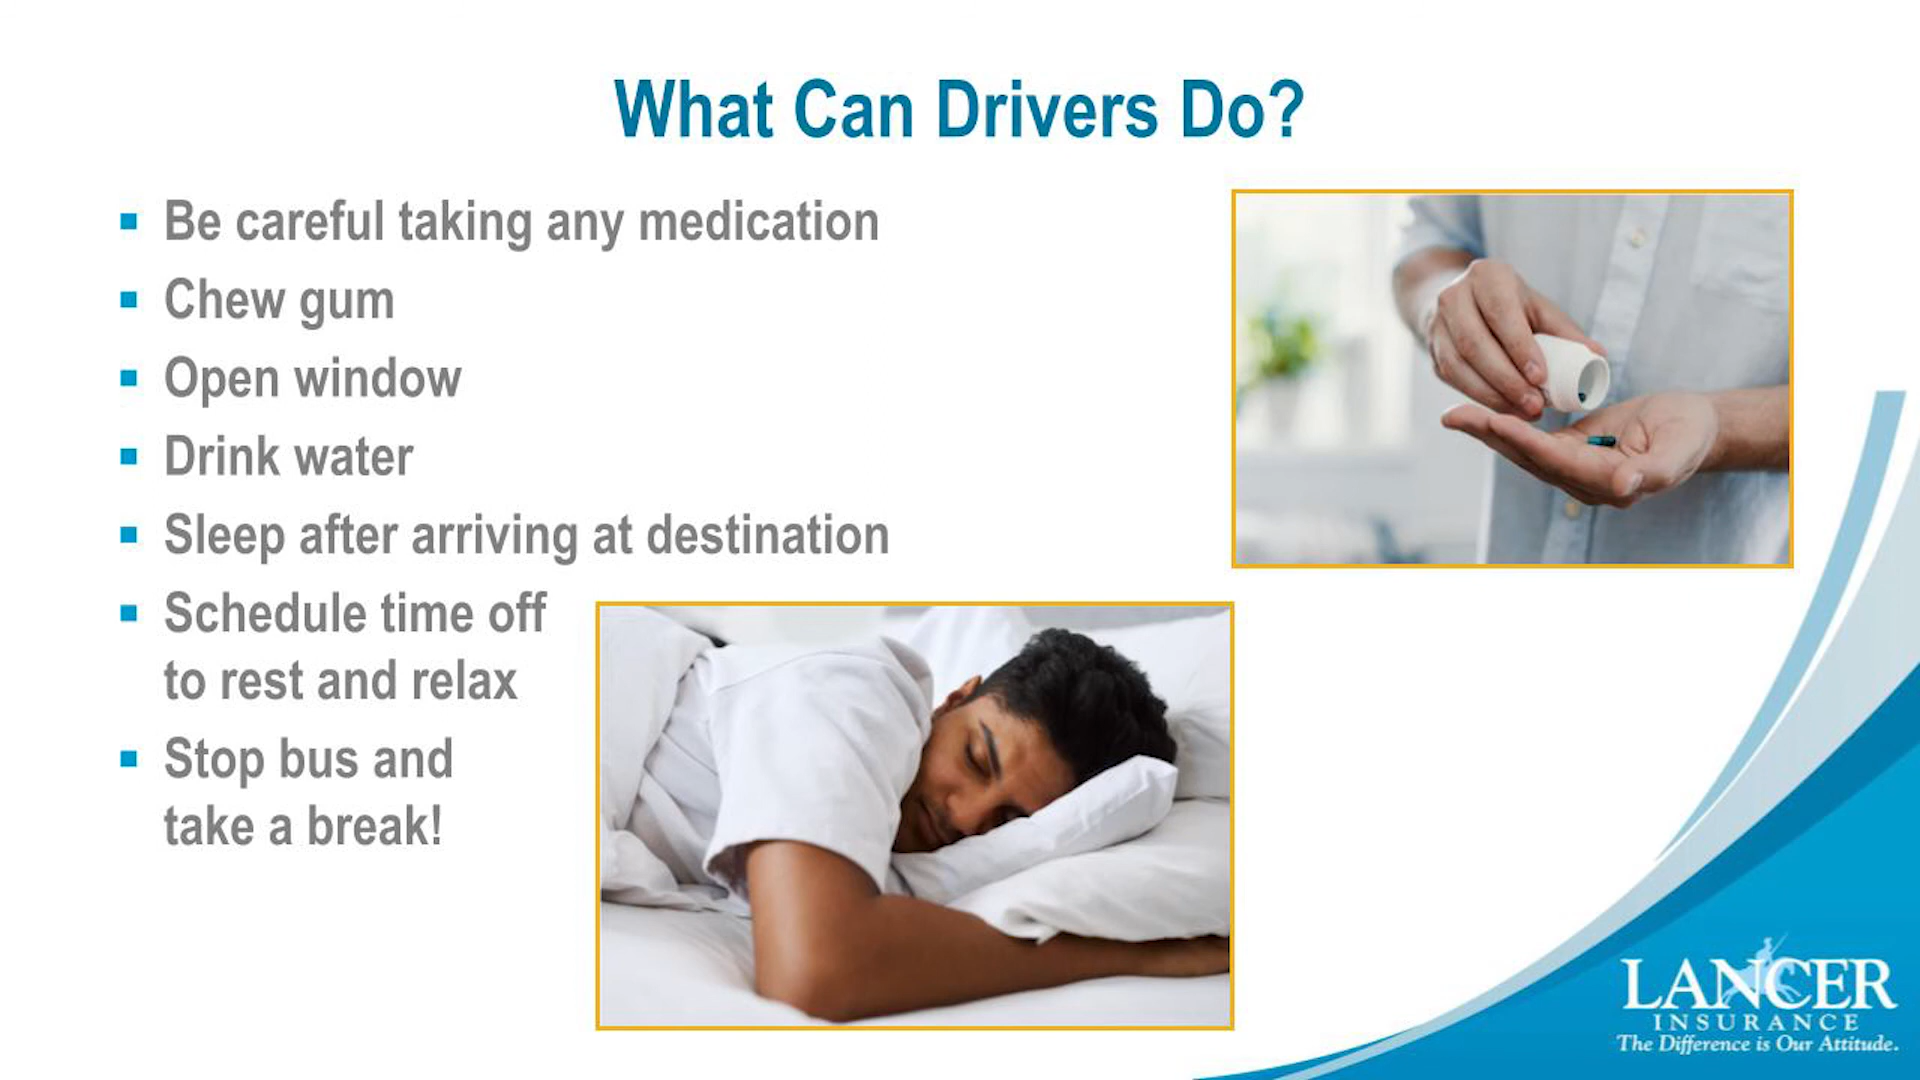 What Can Drivers Do?
Be careful taking any medication
Chew gum
Open window
Drink water
Sleep after arriving at destination
Schedule time off
to rest and relax
Stop bus and
take a break!
LANCER
INSURANCE
The Difference is Our Attitude.